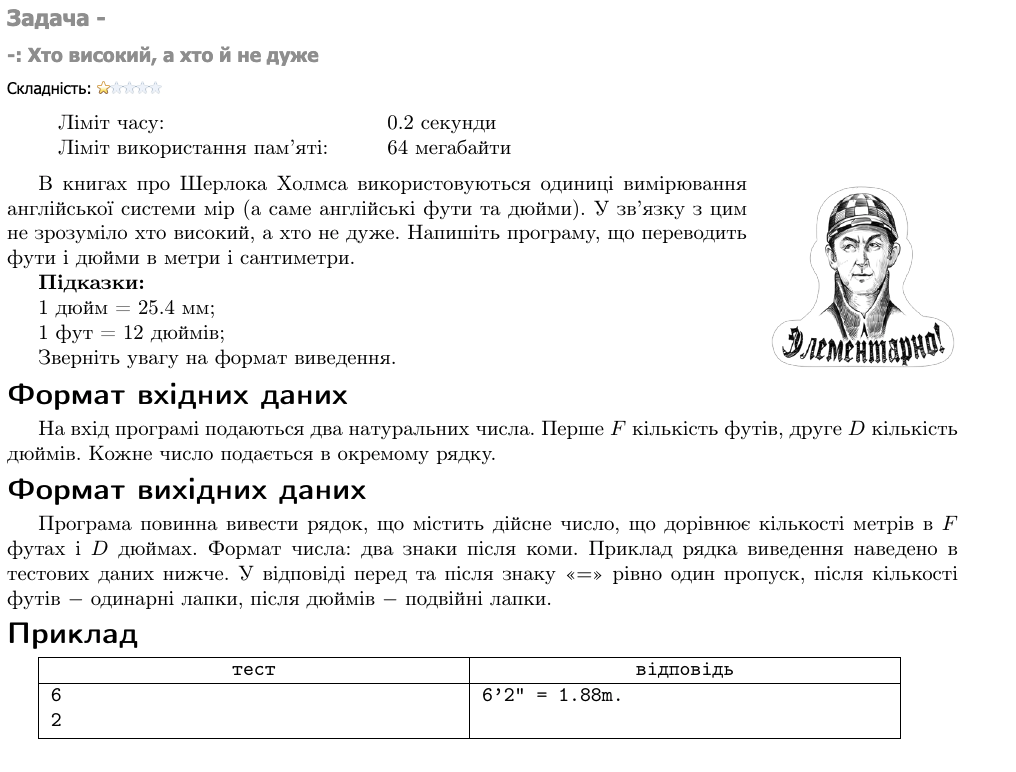 Задача -
-: Хто високий, а хто й не дуже
Складність:
Ліміт часу: 0.2 секунди
Ліміт використання пам'яті: 64 мегабайти
В книгах про Шерлока Холмса використовуються одиниці вимірювання
англійської системи мір (а саме англійські фути та дюйми). У зв'язку з цим
не зрозуміло хто високий, а хто не дуже. Напишіть програму, що переводить
фути і дюйми в метри і сантиметри.
Підказки:
1 дюйм = 25.4 мм;
1 фут = 12 дюймів;
Зверніть увагу на формат виведення.
Элементарно!
Формат вхідних даних
На вхід програмі подаються два натуральних числа. Перше F кількість футів, друге D кількість
дюймів. Кожне число подається в окремому рядку.
Формат вихідних даних
Програма повинна вивести рядок, що містить дійсне число, що дорівнює кількості метрів в F
футах і D дюймах. Формат числа: два знаки після коми. Приклад рядка виведення наведено в
тестових даних нижче. У відповіді перед та після знаку «=» рівно один пропуск, після кількості
футів − одинарні лапки, після дюймів − подвійні лапки.
Приклад
тест відповідь
6 6'2" = 1.88m.
2